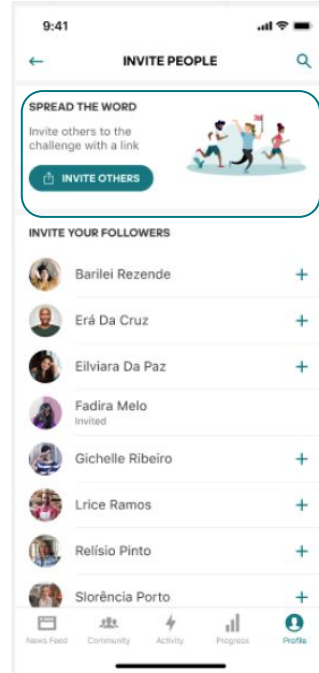 9:41
INVITE PEOPLE
SPREAD THE WORD
Invite others to the
challenge with a link
INVITE OTHERS
INVITE YOUR FOLLOWERS
Barilei Rezende
Erá Da Cruz
Eilviara Da Paz
Fadira Melo
Invited
Gichelle Ribeiro
Lrice Ramos
Relísio Pinto
Slorência Porto
News Feed Community Activity Progress Profile